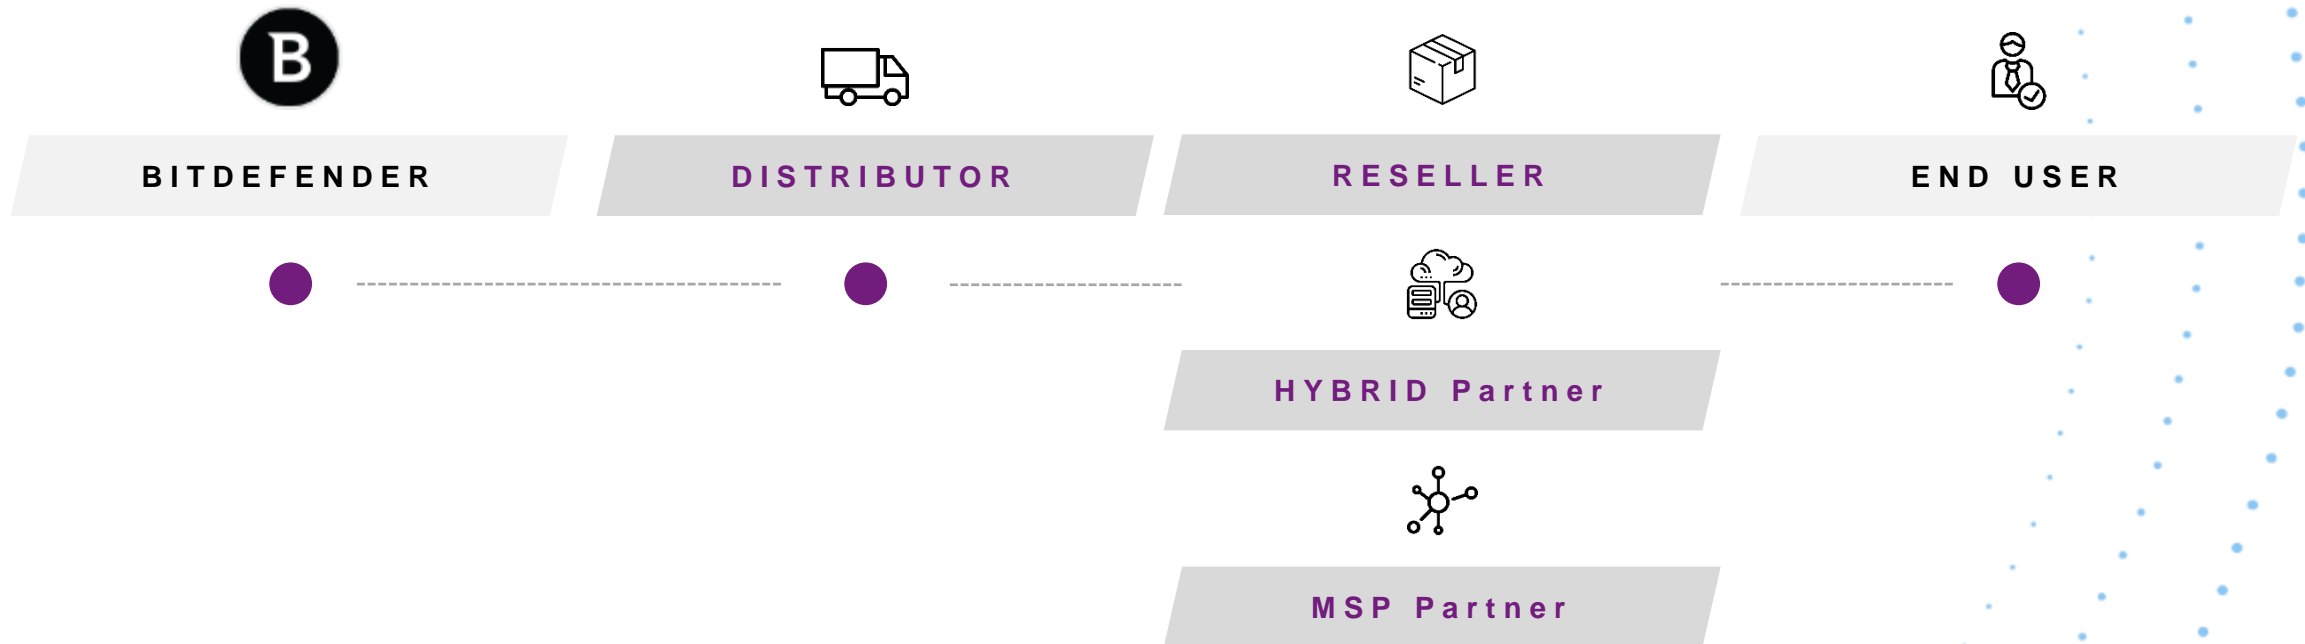 B
BITDEFENDER
DISTRIBUTOR
RESELLER
END USER
HYBRID Partner
MSP Partner